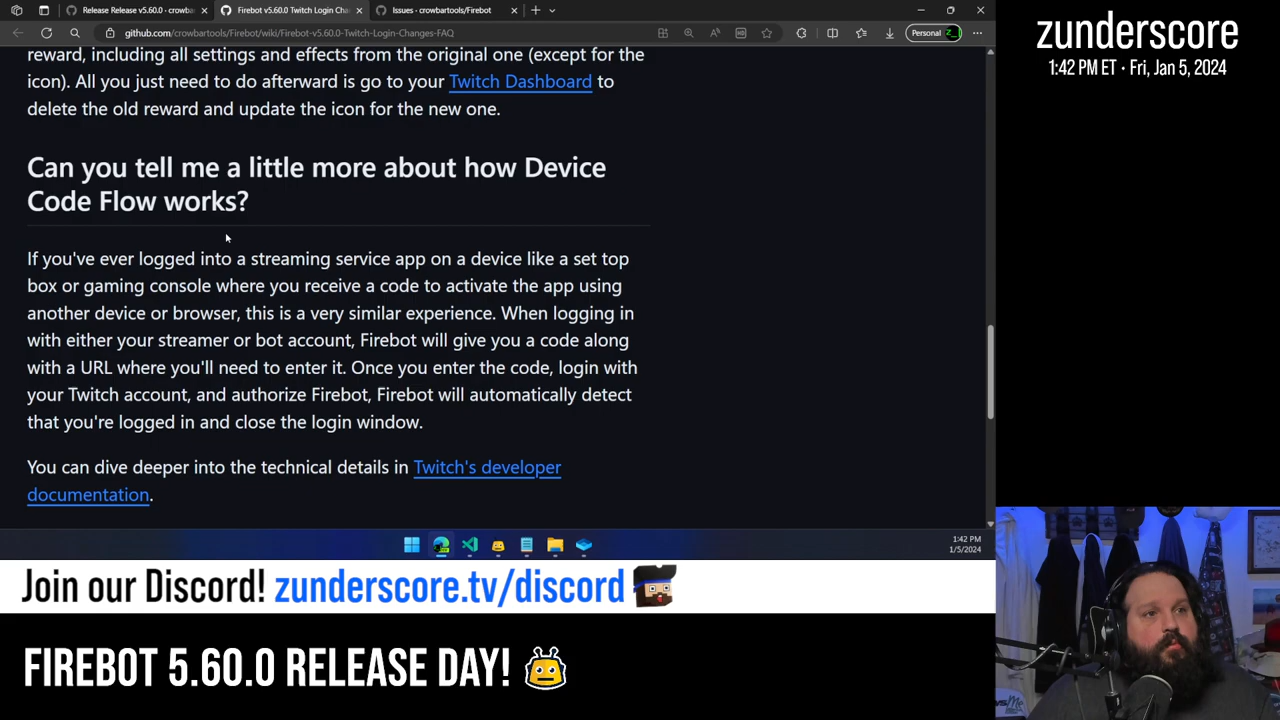 Release Release v5.60.0 · crowba
Firebot v5.60.0 Twitch Login Cha
Issues · crowbartools/Firebot
github.com/crowbartools/Firebot/wiki/Firebot-v5.60.0-Twitch-Login-Changes-FAQ
Personal
zunderscore
1:42 PM ET • Fri, Jan 5, 2024
reward, including all settings and effects from the original one (except for the
icon). All you just need to do afterward is go to your Twitch Dashboard to
delete the old reward and update the icon for the new one.
Can you tell me a little more about how Device
Code Flow works?
If you've ever logged into a streaming service app on a device like a set top
box or gaming console where you receive a code to activate the app using
another device or browser, this is a very similar experience. When logging in
with either your streamer or bot account, Firebot will give you a code along
with a URL where you'll need to enter it. Once you enter the code, login with
your Twitch account, and authorize Firebot, Firebot will automatically detect
that you're logged in and close the login window.
You can dive deeper into the technical details in Twitch's developer
documentation.
1:42 PM
1/5/2024
Join our Discord! zunderscore.tv/discord
FIREBOT 5.60.0 RELEASE DAY!